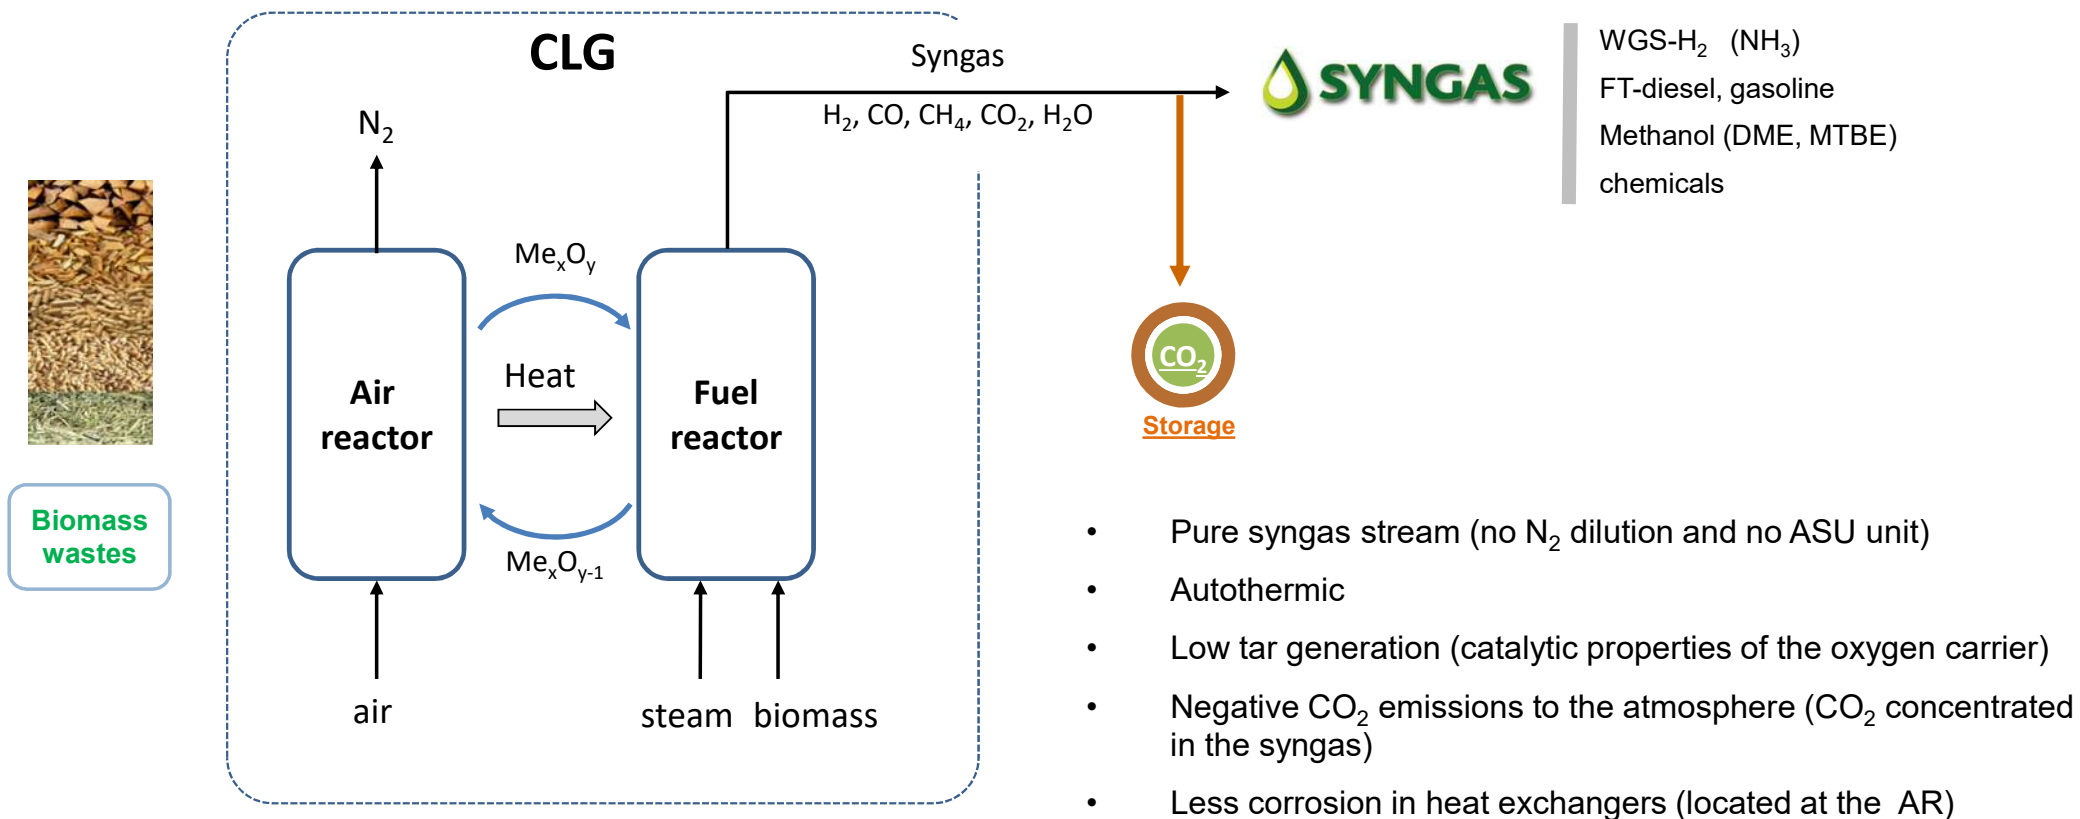 CLG
Syngas
H₂, CO, CH₄, CO₂, H₂O
N₂
MeₓOᵧ
Heat
Air
reactor
Fuel
reactor
MeₓOᵧ₋₁
air
steam biomass
Biomass
wastes
SYNGAS
WGS-H₂ (NH₃)
FT-diesel, gasoline
Methanol (DME, MTBE)
chemicals
CO₂
Storage
• Pure syngas stream (no N₂ dilution and no ASU unit)
• Autothermic
• Low tar generation (catalytic properties of the oxygen carrier)
• Negative CO₂ emissions to the atmosphere (CO₂ concentrated
in the syngas)
• Less corrosion in heat exchangers (located at the AR)